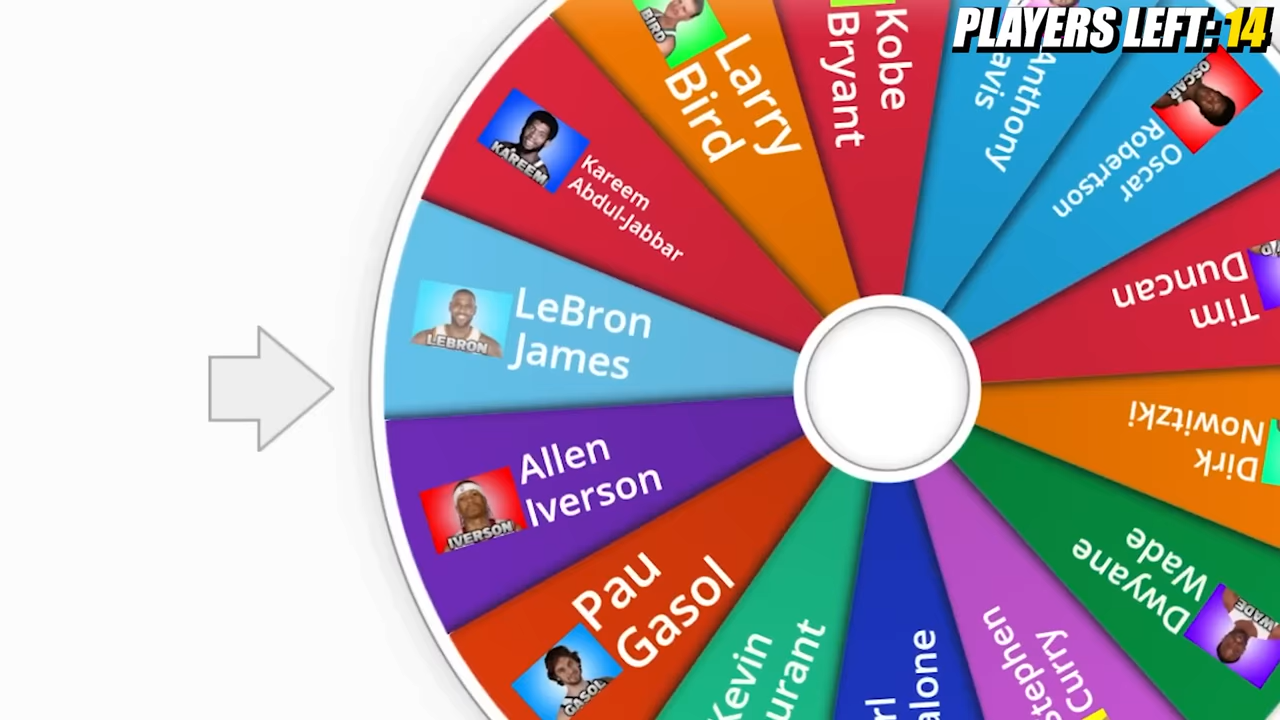 PLAYERS LEFT: 14
Larry
Bird
BIRD
Kobe
Bryant
Anthony
OSCAR
Oscar
Robertson
KAREEM
Kareem
Abdul-Jabbar
LEBRON
LeBron
James
Tim
Duncan
Dirk
Nowitzki
IVERSON
Allen
Iverson
GASOL
Pau
Gasol
Kevin
urant
rl
alone
Stephen
Curry
WADE
Dwyane
Wade